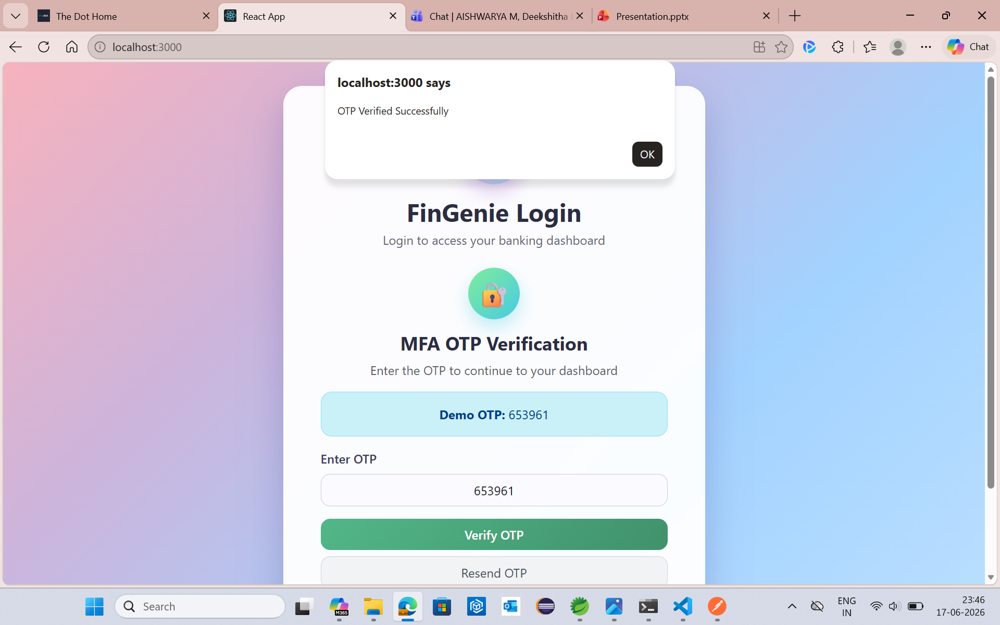 The Dot Home
React App
Chat | AISHWARYA M, Deekshitha
Presentation.pptx
localhost:3000
Chat
localhost:3000 says
OTP Verified Successfully
OK
FinGenie Login
Login to access your banking dashboard
MFA OTP Verification
Enter the OTP to continue to your dashboard
Demo OTP: 653961
Enter OTP
653961
Verify OTP
Resend OTP
Search
M365
ENG
IN
23:46
17-06-2026